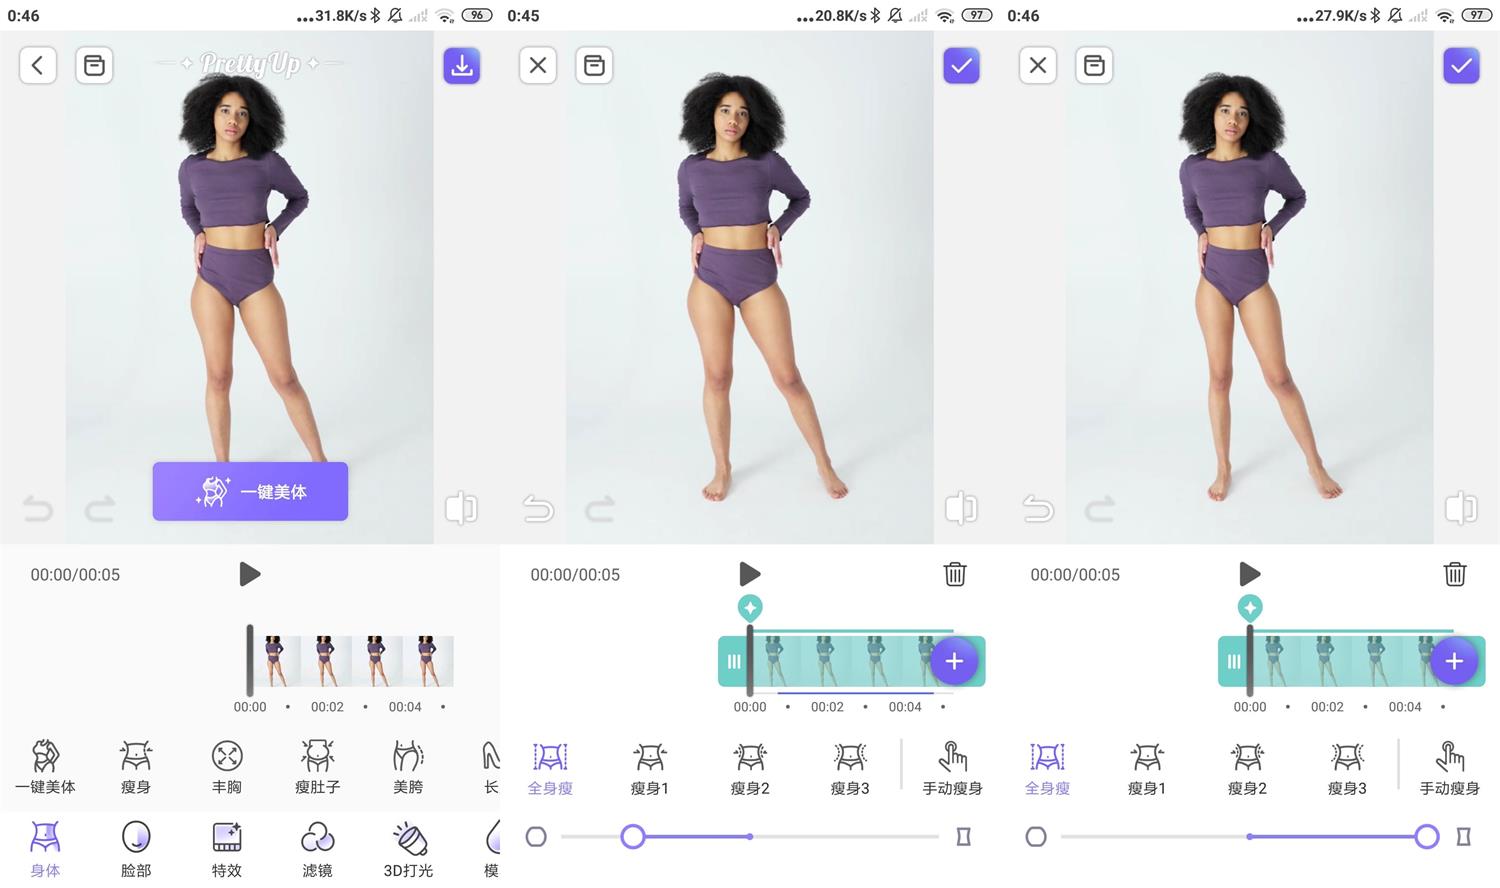 0:46
...31.8K/s
96
PrettyUp
一键美体
00:00/00:05
00:00
00:02
00:04
一键美体
瘦身
丰胸
瘦肚子
美胯
长
身体
脸部
特效
滤镜
3D打光
模
0:45
...20.8K/s
97
00:00/00:05
00:00
00:02
00:04
全身瘦
瘦身1
瘦身2
瘦身3
手动瘦身
0:46
...27.9K/s
97
00:00/00:05
00:00
00:02
00:04
全身瘦
瘦身1
瘦身2
瘦身3
手动瘦身